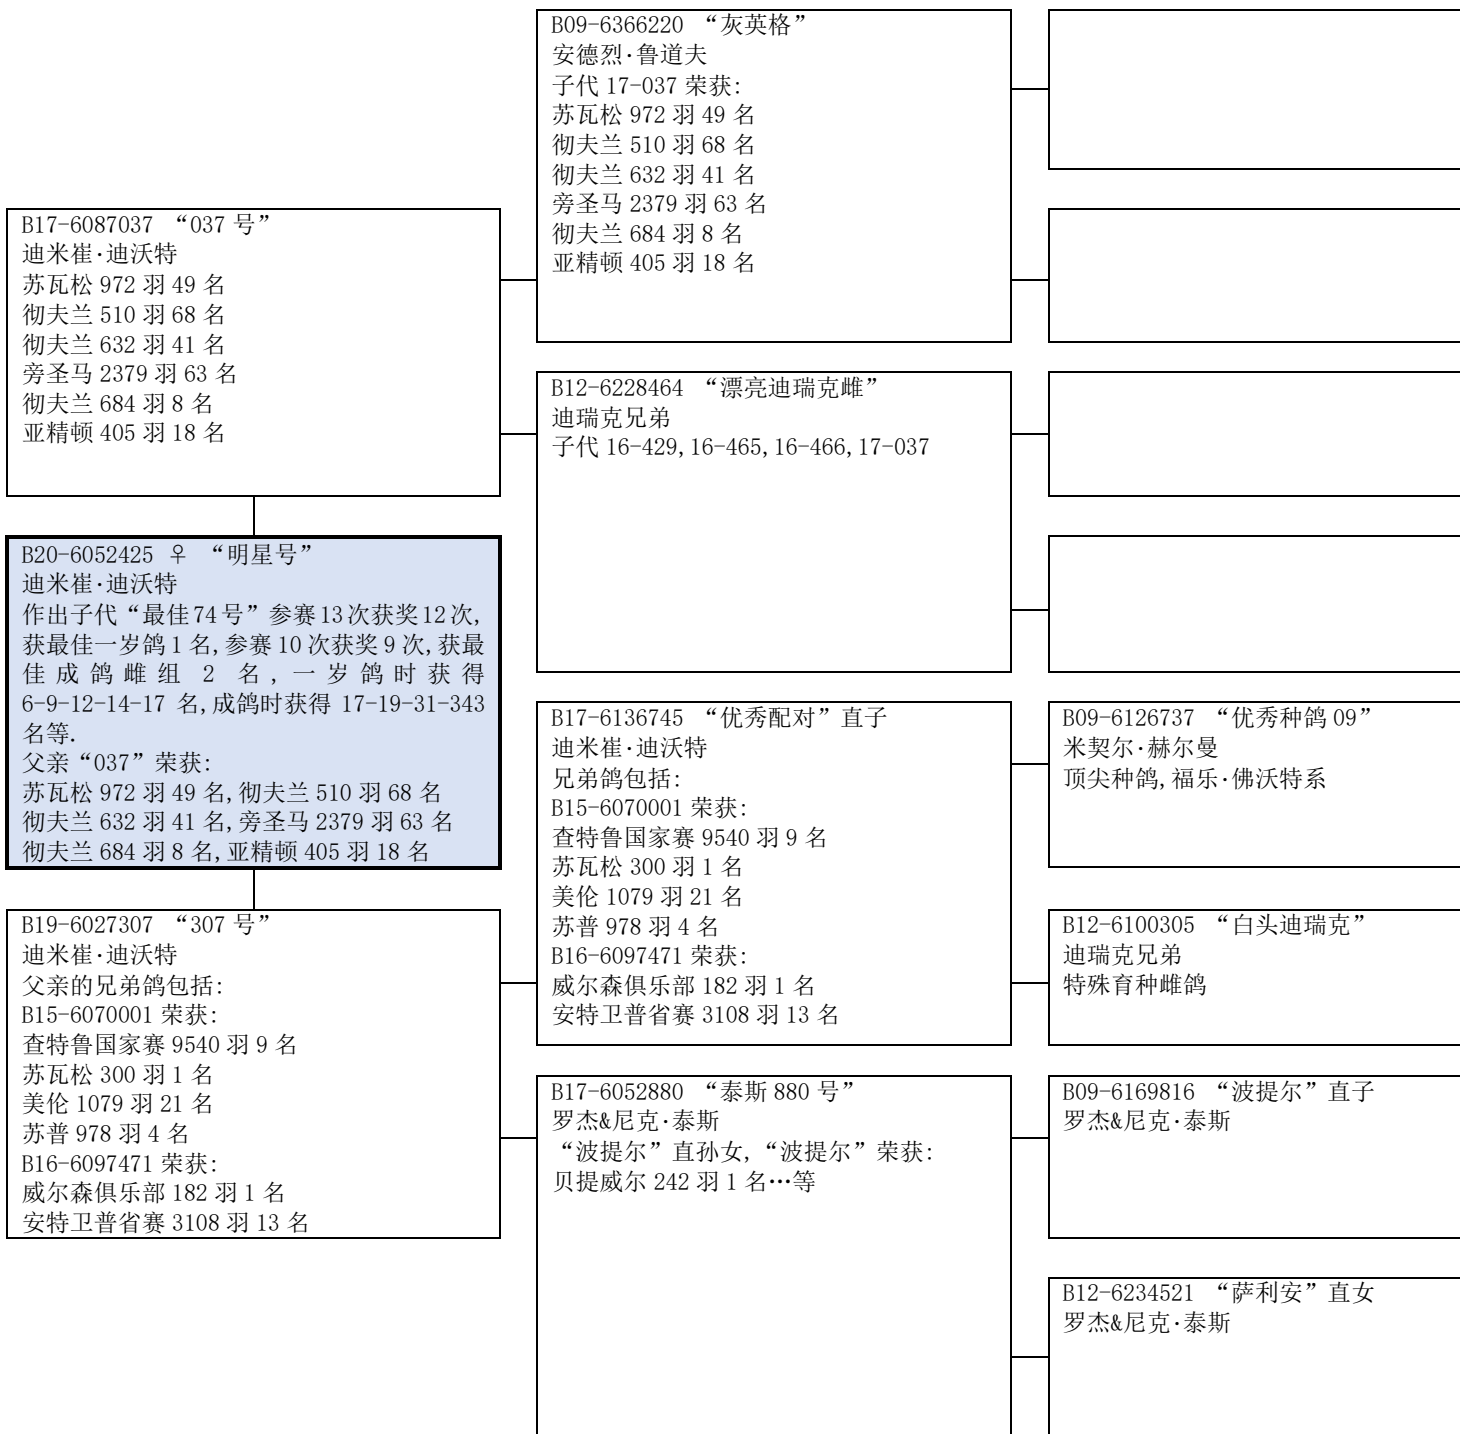 B17-6087037 “037 号”
迪米崔·迪沃特
苏瓦松 972 羽 49 名
彻夫兰 510 羽 68 名
彻夫兰 632 羽 41 名
旁圣马 2379 羽 63 名
彻夫兰 684 羽 8 名
亚精顿 405 羽 18 名
B20-6052425 ♀ “明星号”
迪米崔·迪沃特
作出子代“最佳 74 号”参赛 13 次获奖 12 次,
获最佳一岁鸽 1 名,参赛 10 次获奖 9 次,获最
佳成鸽雌组 2 名,一岁鸽时获得
6-9-12-14-17 名,成鸽时获得 17-19-31-343
名等.
父亲“037”荣获:
苏瓦松 972 羽 49 名,彻夫兰 510 羽 68 名
彻夫兰 632 羽 41 名,旁圣马 2379 羽 63 名
彻夫兰 684 羽 8 名,亚精顿 405 羽 18 名
B19-6027307 “307 号”
迪米崔·迪沃特
父亲的兄弟鸽包括:
B15-6070001 荣获:
查特鲁国家赛 9540 羽 9 名
苏瓦松 300 羽 1 名
美伦 1079 羽 21 名
苏普 978 羽 4 名
B16-6097471 荣获:
威尔森俱乐部 182 羽 1 名
安特卫普省赛 3108 羽 13 名
B09-6366220 “灰英格”
安德烈·鲁道夫
子代 17-037 荣获:
苏瓦松 972 羽 49 名
彻夫兰 510 羽 68 名
彻夫兰 632 羽 41 名
旁圣马 2379 羽 63 名
彻夫兰 684 羽 8 名
亚精顿 405 羽 18 名
B12-6228464 “漂亮迪瑞克雌”
迪瑞克兄弟
子代 16-429,16-465,16-466,17-037
B17-6136745 “优秀配对”直子
迪米崔·迪沃特
兄弟鸽包括:
B15-6070001 荣获:
查特鲁国家赛 9540 羽 9 名
苏瓦松 300 羽 1 名
美伦 1079 羽 21 名
苏普 978 羽 4 名
B16-6097471 荣获:
威尔森俱乐部 182 羽 1 名
安特卫普省赛 3108 羽 13 名
B17-6052880 “泰斯 880 号”
罗杰&尼克·泰斯
“波提尔”直孙女,“波提尔”荣获:
贝提威尔 242 羽 1 名…等
B09-6126737 “优秀种鸽 09”
米契尔·赫尔曼
顶尖种鸽,福乐·佛沃特系
B12-6100305 “白头迪瑞克”
迪瑞克兄弟
特殊育种雌鸽
B09-6169816 “波提尔”直子
罗杰&尼克·泰斯
B12-6234521 “萨利安”直女
罗杰&尼克·泰斯